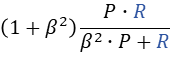 (1 + β²) P · R / β² · P + R